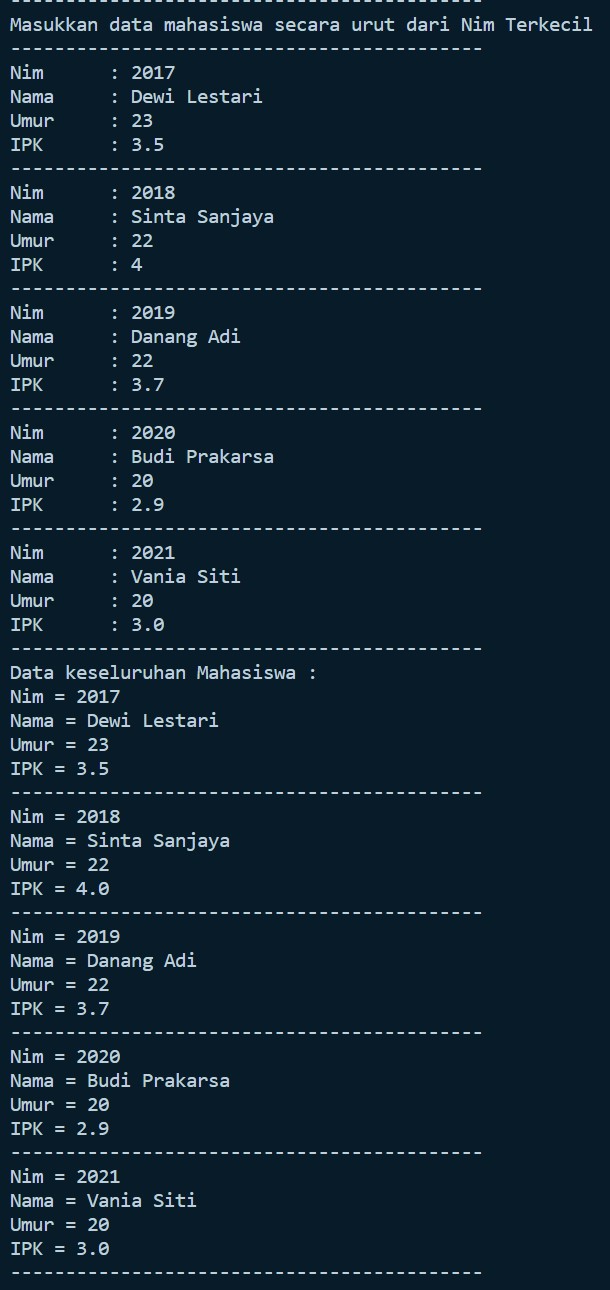 -------------------------------------------
Masukkan data mahasiswa secara urut dari Nim Terkecil
-------------------------------------------
Nim      : 2017
Nama     : Dewi Lestari
Umur     : 23
IPK      : 3.5
-------------------------------------------
Nim      : 2018
Nama     : Sinta Sanjaya
Umur     : 22
IPK      : 4
-------------------------------------------
Nim      : 2019
Nama     : Danang Adi
Umur     : 22
IPK      : 3.7
-------------------------------------------
Nim      : 2020
Nama     : Budi Prakarsa
Umur     : 20
IPK      : 2.9
-------------------------------------------
Nim      : 2021
Nama     : Vania Siti
Umur     : 20
IPK      : 3.0
-------------------------------------------
Data keseluruhan Mahasiswa :
Nim = 2017
Nama = Dewi Lestari
Umur = 23
IPK = 3.5
-------------------------------------------
Nim = 2018
Nama = Sinta Sanjaya
Umur = 22
IPK = 4.0
-------------------------------------------
Nim = 2019
Nama = Danang Adi
Umur = 22
IPK = 3.7
-------------------------------------------
Nim = 2020
Nama = Budi Prakarsa
Umur = 20
IPK = 2.9
-------------------------------------------
Nim = 2021
Nama = Vania Siti
Umur = 20
IPK = 3.0
-------------------------------------------